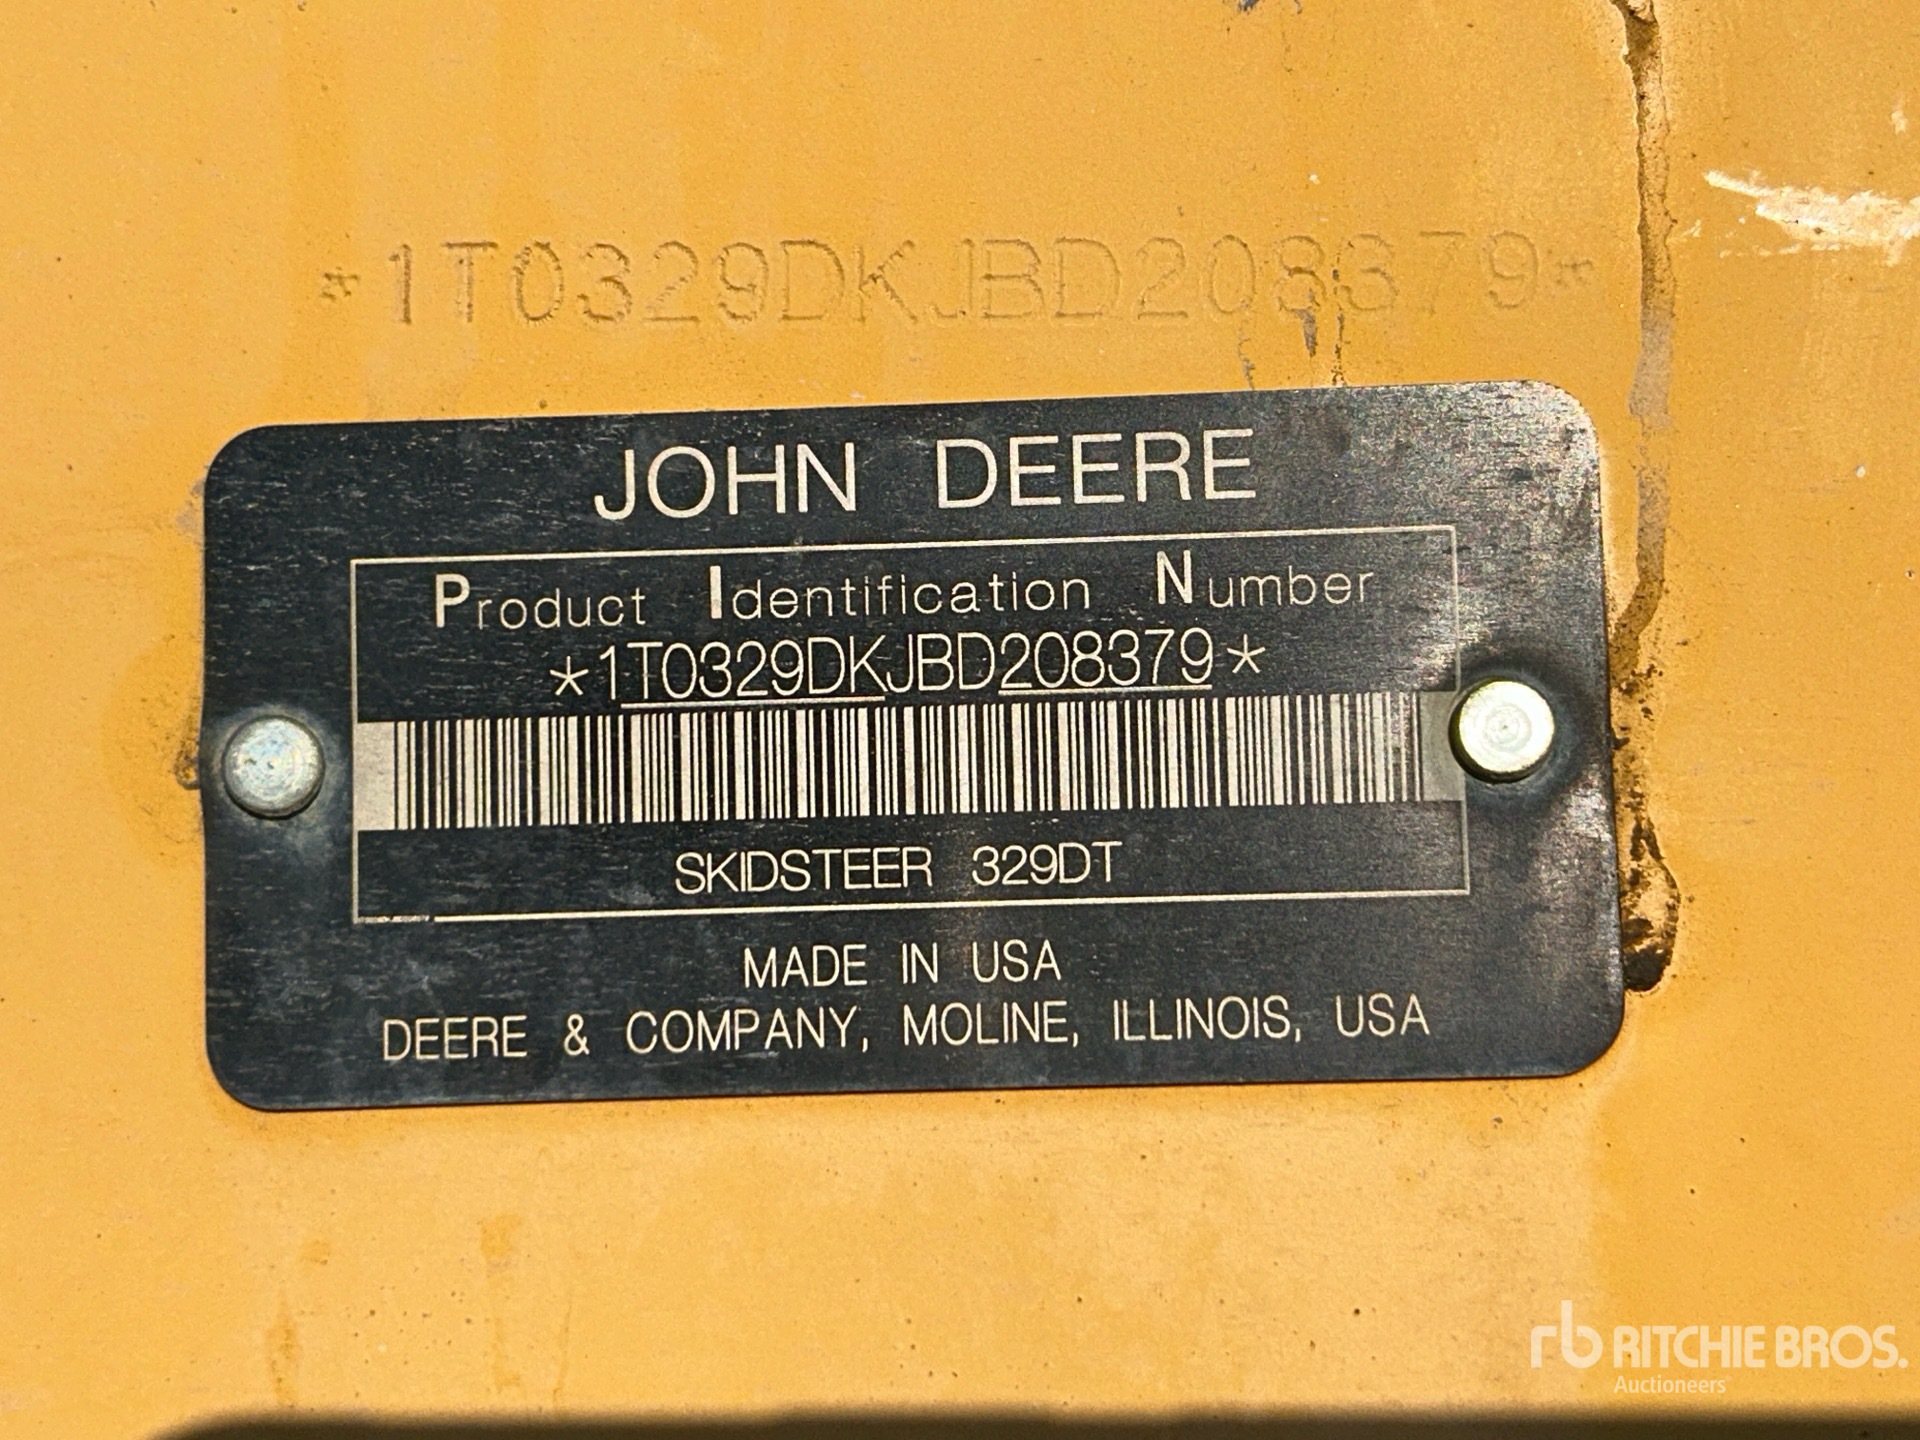 *1T0329DKJBD208379*
JOHN DEERE
Product Identification Number
*1T0329DKJBD208379*
SKIDSTEER 329DT
MADE IN USA
DEERE & COMPANY, MOLINE, ILLINOIS, USA
rb RITCHIE BROS.
Auctioneers